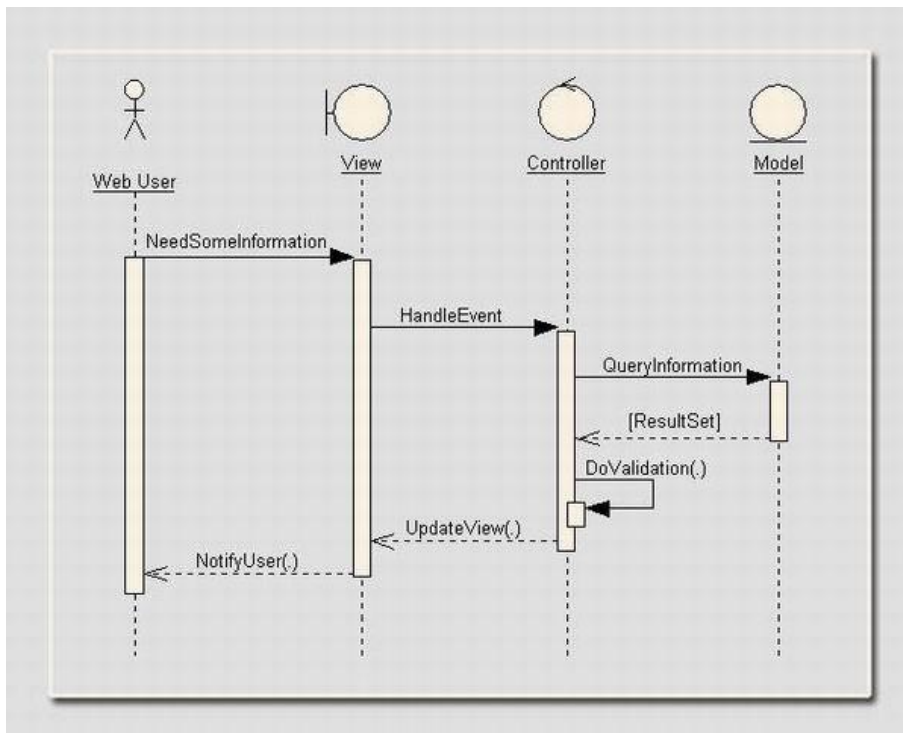 View
Controller
Model
Web User
NeedSomeInformation
HandleEvent
QueryInformation
[ResultSet]
DoValidation(.)
UpdateView(.)
NotifyUser(.)